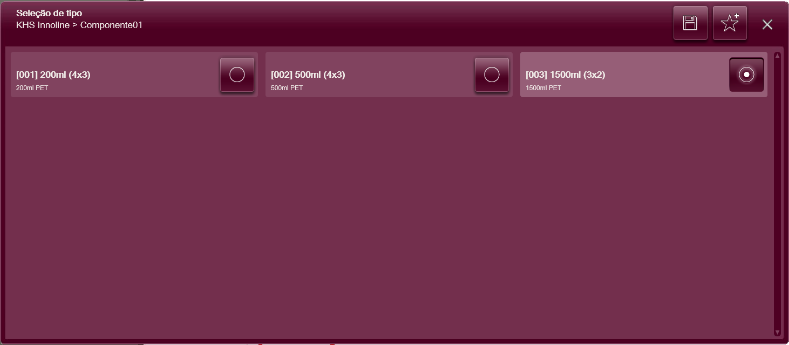 Seleção de tipo
KHS Innoline > Componente01
[001] 200ml (4x3)
200ml PET
[002] 500ml (4x3)
500ml PET
[003] 1500ml (3x2)
1500ml PET